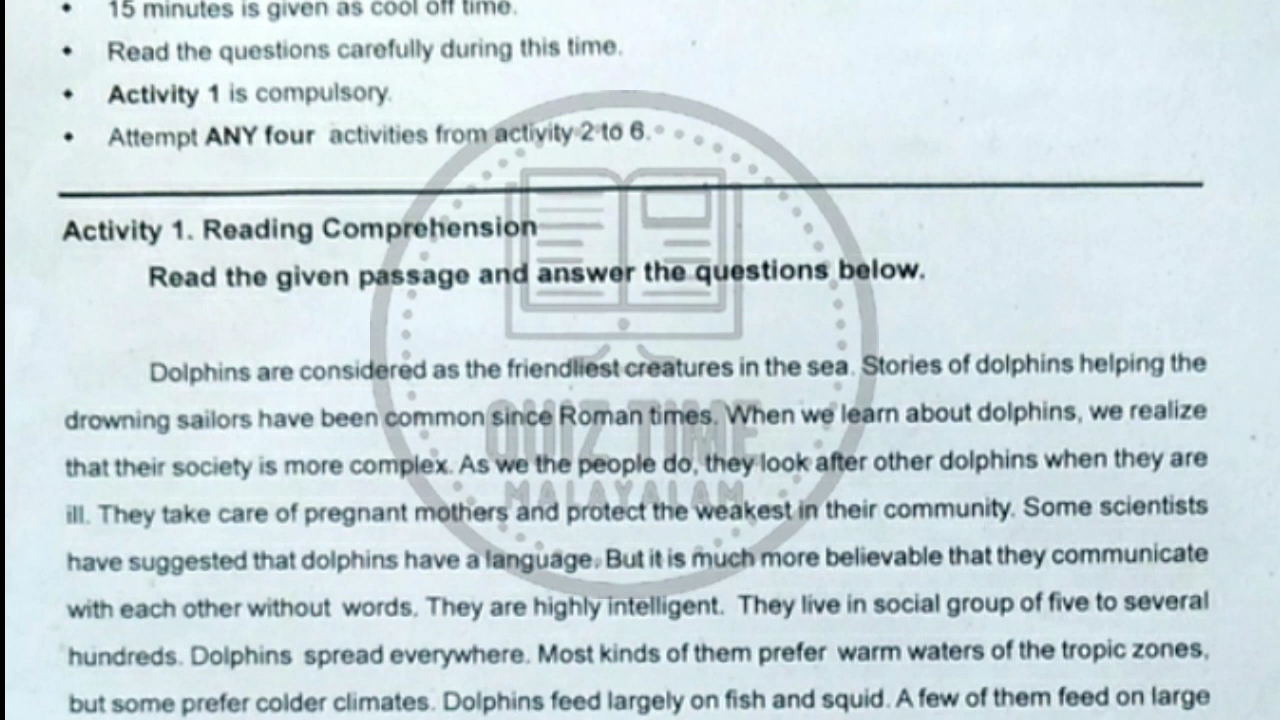 • 15 minutes is given as cool off time.
• Read the questions carefully during this time.
• Activity 1 is compulsory.
• Attempt ANY four activities from activity 2 to 6.
Activity 1. Reading Comprehension
Read the given passage and answer the questions below.
Dolphins are considered as the friendliest creatures in the sea. Stories of dolphins helping the
drowning sailors have been common since Roman times. When we learn about dolphins, we realize
that their society is more complex. As we the people do, they look after other dolphins when they are
ill. They take care of pregnant mothers and protect the weakest in their community. Some scientists
have suggested that dolphins have a language. But it is much more believable that they communicate
with each other without words. They are highly intelligent. They live in social group of five to several
hundreds. Dolphins spread everywhere. Most kinds of them prefer warm waters of the tropic zones,
but some prefer colder climates. Dolphins feed largely on fish and squid. A few of them feed on large
QUIZ TIME
MALAYALAM